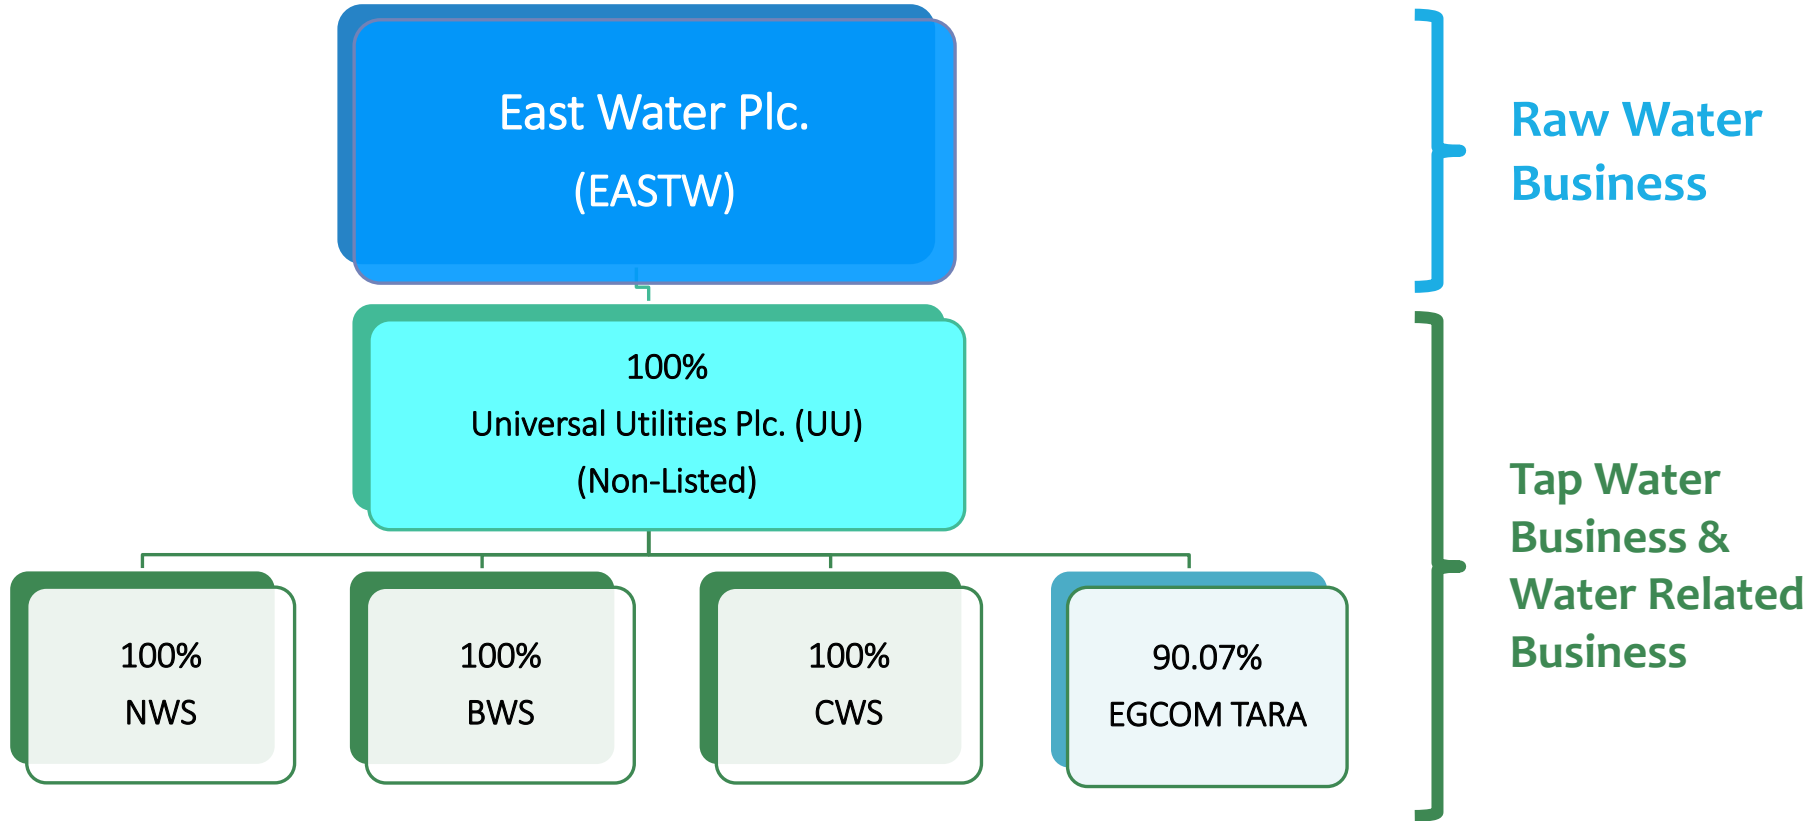 East Water Plc.
(EASTW)
Raw Water
Business
100%
Universal Utilities Plc. (UU)
(Non-Listed)
Tap Water
Business &
Water Related
Business
100%
NWS
100%
BWS
100%
CWS
90.07%
EGCOM TARA